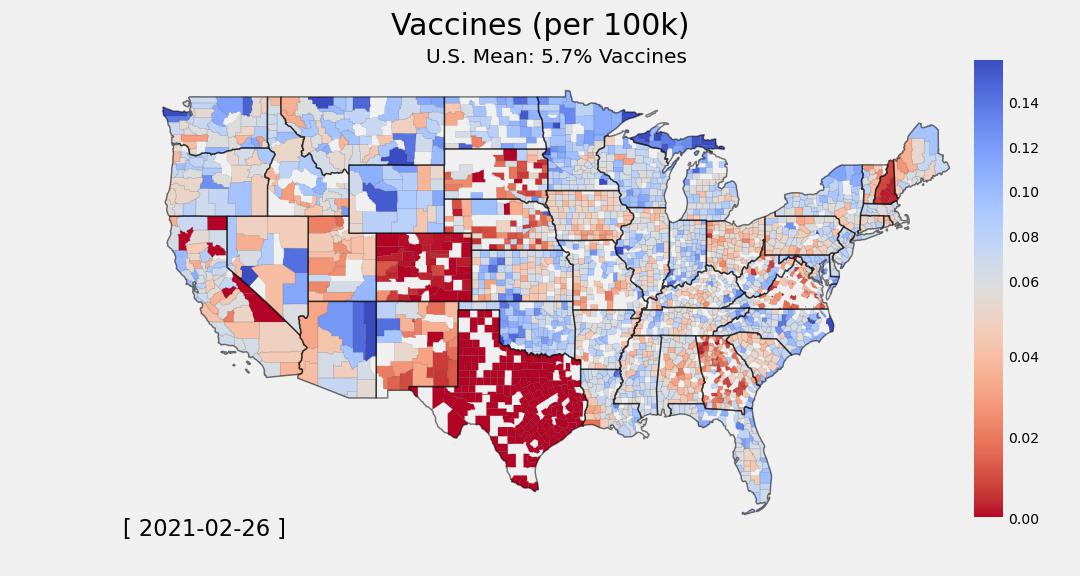 Vaccines (per 100k)
U.S. Mean: 5.7% Vaccines
0.14
0.12
0.10
0.08
0.06
0.04
0.02
0.00
[ 2021-02-26 ]